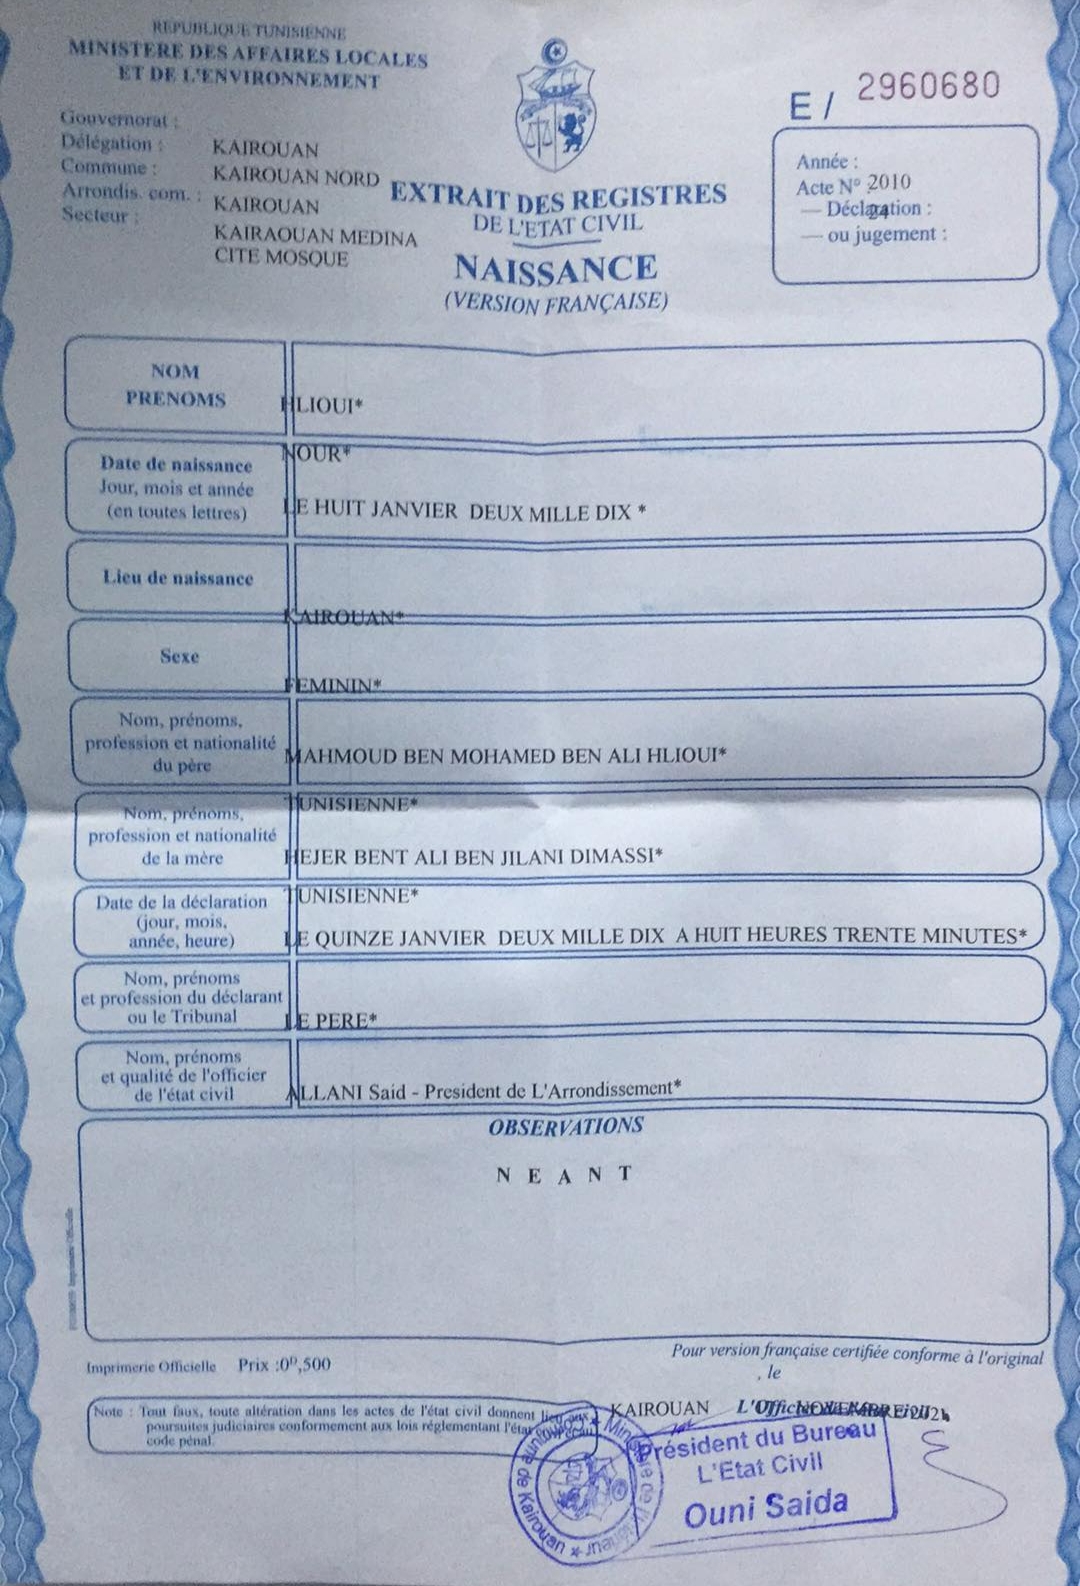 REPUBLIQUE TUNISIENNE
MINISTERE DES AFFAIRES LOCALES
ET DE L'ENVIRONNEMENT
E/ 2960680
Gouvernorat :
Délégation : KAIROUAN
Commune : KAIROUAN NORD
Arrondis. com. : KAIROUAN
Secteur : KAIRAOUAN MEDINA
CITE MOSQUE
EXTRAIT DES REGISTRES
DE L'ETAT CIVIL
NAISSANCE
(VERSION FRANÇAISE)
Année :
Acte N° 2010
— Déclaration : 24
— ou jugement :
NOM
PRENOMS
HLIOUI*
NOUR*
Date de naissance
Jour, mois et année
(en toutes lettres)
LE HUIT JANVIER DEUX MILLE DIX *
Lieu de naissance
KAIROUAN*
Sexe
FEMININ*
Nom, prénoms,
profession et nationalité
du père
MAHMOUD BEN MOHAMED BEN ALI HLIOUI*
TUNISIENNE*
Nom, prénoms,
profession et nationalité
de la mère
HEJER BENT ALI BEN JILANI DIMASSI*
TUNISIENNE*
Date de la déclaration
(jour, mois,
année, heure)
LE QUINZE JANVIER DEUX MILLE DIX A HUIT HEURES TRENTE MINUTES*
Nom, prénoms
et profession du déclarant
ou le Tribunal
LE PERE*
Nom, prénoms
et qualité de l'officier
de l'état civil
ALLANI Said - President de L'Arrondissement*
OBSERVATIONS
N E A N T
Imprimerie Officielle Prix :0ᴰ,500
Pour version française certifiée conforme à l'original
, le
Note : Tout faux, toute altération dans les actes de l'état civil donnent lieu aux
poursuites judiciaires conformement aux lois réglementant l'état
code pénal.
KAIROUAN
L'Officier NOVEMBRE
Président du Bureau
L'Etat Civil
Ouni Saida
Commune de Kairouan